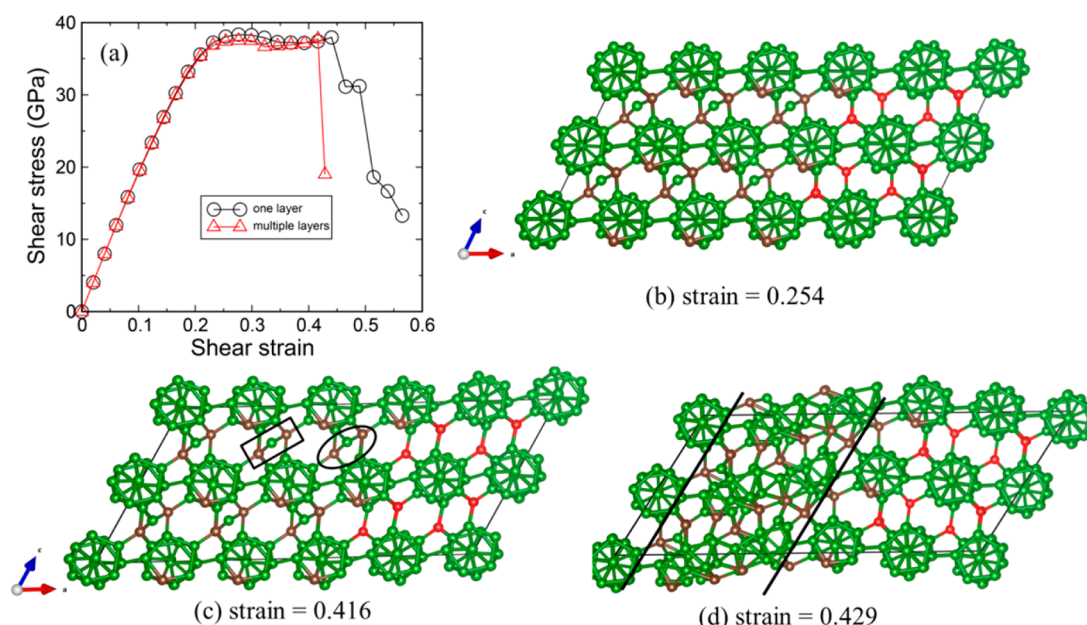 (a)
Shear stress (GPa)
40
30
20
10
0
one layer
multiple layers
0 0.1 0.2 0.3 0.4 0.5 0.6
Shear strain
c
a
(b) strain = 0.254
c
a
(c) strain = 0.416
(d) strain = 0.429